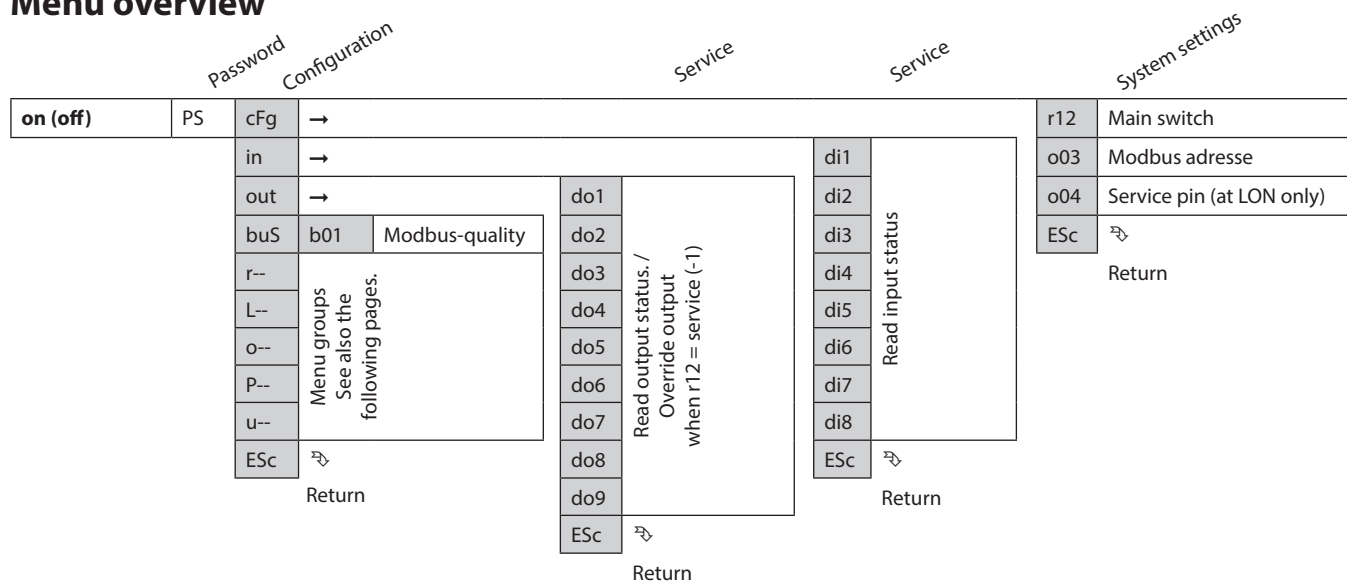 Menu overview
Password
Configuration
Service
Service
System settings
on (off) PS cFg → r12 Main switch
in → di1 o03 Modbus adresse
out → do1 di2 o04 Service pin (at LON only)
buS b01 Modbus-quality do2 di3 ESc
r-- do3 di4 Return
L-- do4 di5
o-- do5 di6
P-- do6 di7
u-- do7 di8
ESc do8 ESc
Return do9 Return
ESc
Return
Menu groups
See also the
following pages.
Read output status. /
Override output
when r12 = service (-1)
Read input status